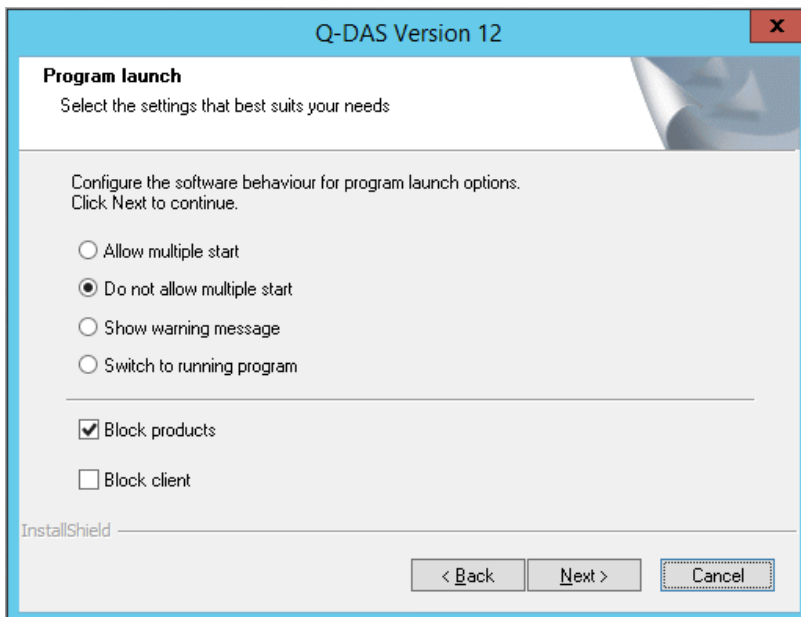 Q-DAS Version 12
x
Program launch
Select the settings that best suits your needs
Configure the software behaviour for program launch options.
Click Next to continue.
Allow multiple start
Do not allow multiple start
Show warning message
Switch to running program
Block products
Block client
InstallShield
< Back Next > Cancel